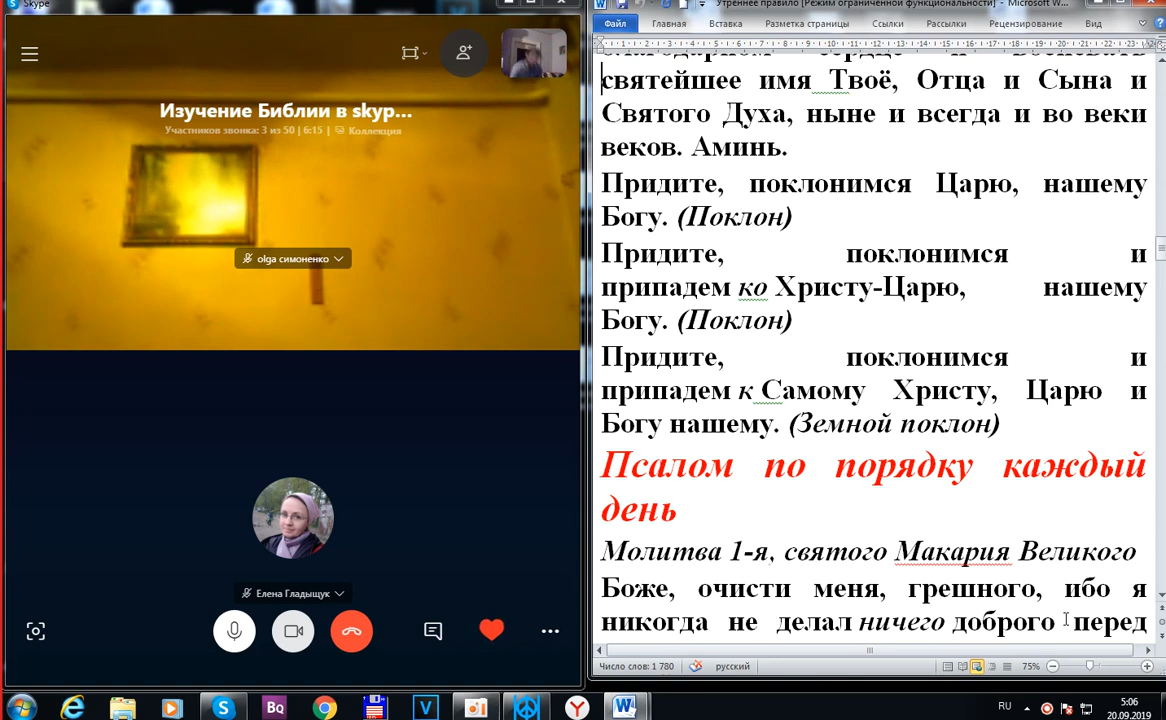 Skype
Изучение Библии в skyp...
Участников звонка: 3 из 50 | 6:15 | Коллекция
olga симоненко
Елена Гладыщук
Утреннее правило [Режим ограниченной функциональности] - Microsoft W...
Файл Главная Вставка Разметка страницы Ссылки Рассылки Рецензирование Вид
святейшее имя Твоё, Отца и Сына и
Святого Духа, ныне и всегда и во веки
веков. Аминь.
Придите, поклонимся Царю, нашему
Богу. (Поклон)
Придите, поклонимся и
припадем ко Христу-Царю, нашему
Богу. (Поклон)
Придите, поклонимся и
припадем к Самому Христу, Царю и
Богу нашему. (Земной поклон)
Псалом по порядку каждый
день
Молитва 1-я, святого Макария Великого
Боже, очисти меня, грешного, ибо я
никогда не делал ничего доброго перед
Число слов: 1 780 русский 75%
RU 5:06
20.09.2019